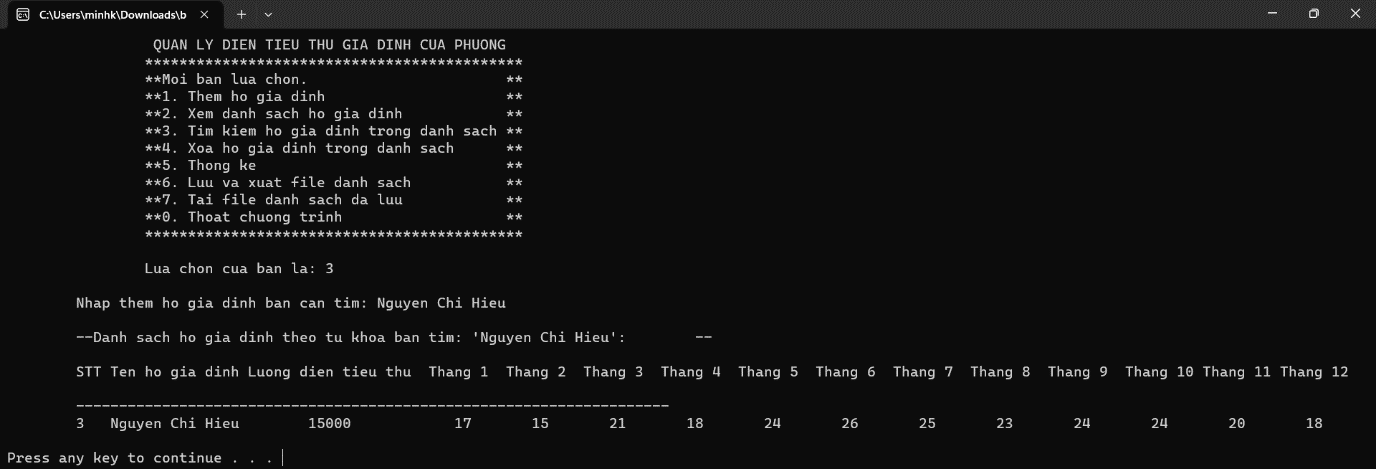 C:\Users\minhk\Downloads\b
QUAN LY DIEN TIEU THU GIA DINH CUA PHUONG
********************************************
**Moi ban lua chon. **
**1. Them ho gia dinh **
**2. Xem danh sach ho gia dinh **
**3. Tim kiem ho gia dinh trong danh sach **
**4. Xoa ho gia dinh trong danh sach **
**5. Thong ke **
**6. Luu va xuat file danh sach **
**7. Tai file danh sach da luu **
**0. Thoat chuong trinh **
********************************************
Lua chon cua ban la: 3
Nhap them ho gia dinh ban can tim: Nguyen Chi Hieu
--Danh sach ho gia dinh theo tu khoa ban tim: 'Nguyen Chi Hieu': --
STT Ten ho gia dinh Luong dien tieu thu Thang 1 Thang 2 Thang 3 Thang 4 Thang 5 Thang 6 Thang 7 Thang 8 Thang 9 Thang 10 Thang 11 Thang 12
---------------------------------------------------------------------
3 Nguyen Chi Hieu 15000 17 15 21 18 24 26 25 23 24 24 20 18
Press any key to continue . . .